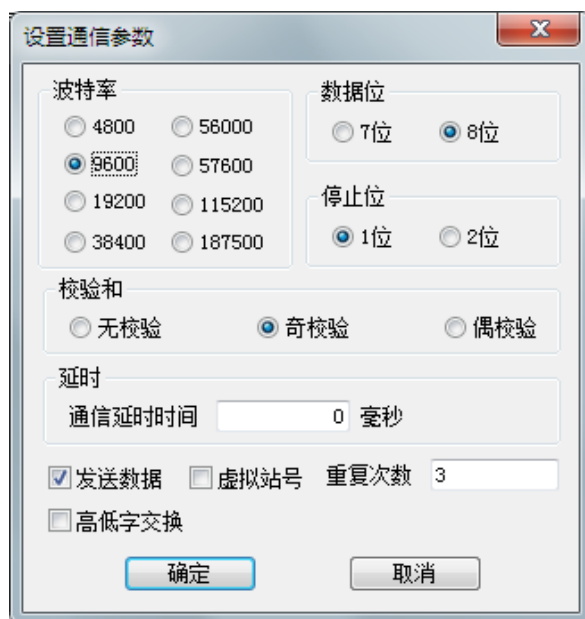 设置通信参数
波特率
4800 56000
9600 57600
19200 115200
38400 187500
数据位
7位 8位
停止位
1位 2位
校验和
无校验 奇校验 偶校验
延时
通信延时时间 0 毫秒
发送数据 虚拟站号 重复次数 3
高低字交换
确定 取消